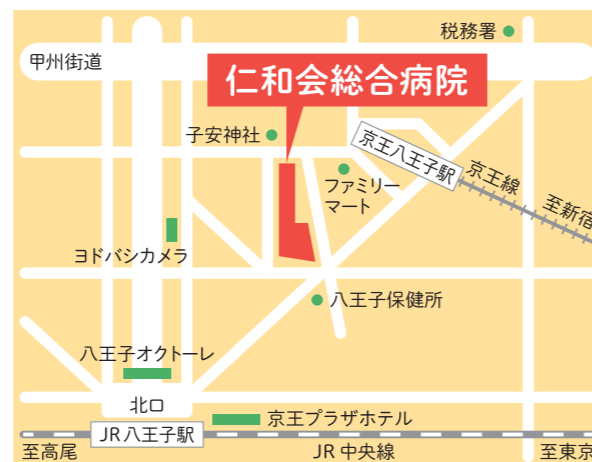 税務署
甲州街道
仁和会総合病院
子安神社
京王八王子駅
京王線
至新宿
ファミリー
マート
ヨドバシカメラ
八王子保健所
八王子オクトーレ
北口
京王プラザホテル
JR八王子駅
至高尾
JR中央線
至東京